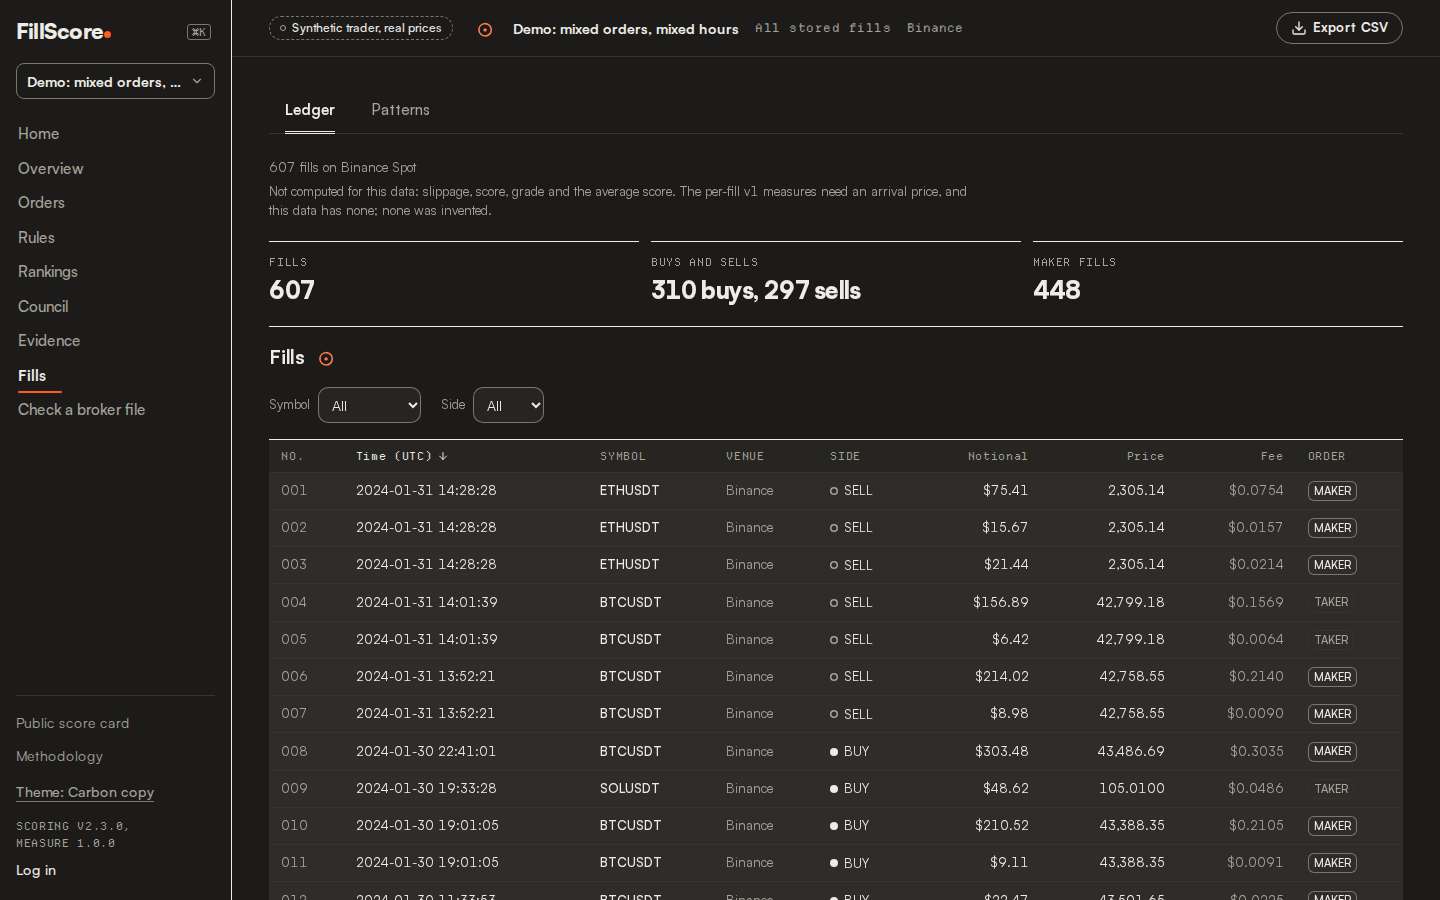 FillScore
⌘K
Demo: mixed orders, ...
Home
Overview
Orders
Rules
Rankings
Council
Evidence
Fills
Check a broker file
Public score card
Methodology
Theme: Carbon copy
SCORING V2.3.0,
MEASURE 1.0.0
Log in
Synthetic trader, real prices
Demo: mixed orders, mixed hours All stored fills Binance
Export CSV
Ledger Patterns
607 fills on Binance Spot
Not computed for this data: slippage, score, grade and the average score. The per-fill v1 measures need an arrival price, and
this data has none; none was invented.
FILLS
607
BUYS AND SELLS
310 buys, 297 sells
MAKER FILLS
448
Fills
Symbol All Side All
NO. Time (UTC) ↓ SYMBOL VENUE SIDE Notional Price Fee ORDER
001 2024-01-31 14:28:28 ETHUSDT Binance SELL $75.41 2,305.14 $0.0754 MAKER
002 2024-01-31 14:28:28 ETHUSDT Binance SELL $15.67 2,305.14 $0.0157 MAKER
003 2024-01-31 14:28:28 ETHUSDT Binance SELL $21.44 2,305.14 $0.0214 MAKER
004 2024-01-31 14:01:39 BTCUSDT Binance SELL $156.89 42,799.18 $0.1569 TAKER
005 2024-01-31 14:01:39 BTCUSDT Binance SELL $6.42 42,799.18 $0.0064 TAKER
006 2024-01-31 13:52:21 BTCUSDT Binance SELL $214.02 42,758.55 $0.2140 MAKER
007 2024-01-31 13:52:21 BTCUSDT Binance SELL $8.98 42,758.55 $0.0090 MAKER
008 2024-01-30 22:41:01 BTCUSDT Binance BUY $303.48 43,486.69 $0.3035 MAKER
009 2024-01-30 19:33:28 SOLUSDT Binance BUY $48.62 105.0100 $0.0486 TAKER
010 2024-01-30 19:01:05 BTCUSDT Binance BUY $210.52 43,388.35 $0.2105 MAKER
011 2024-01-30 19:01:05 BTCUSDT Binance BUY $9.11 43,388.35 $0.0091 MAKER